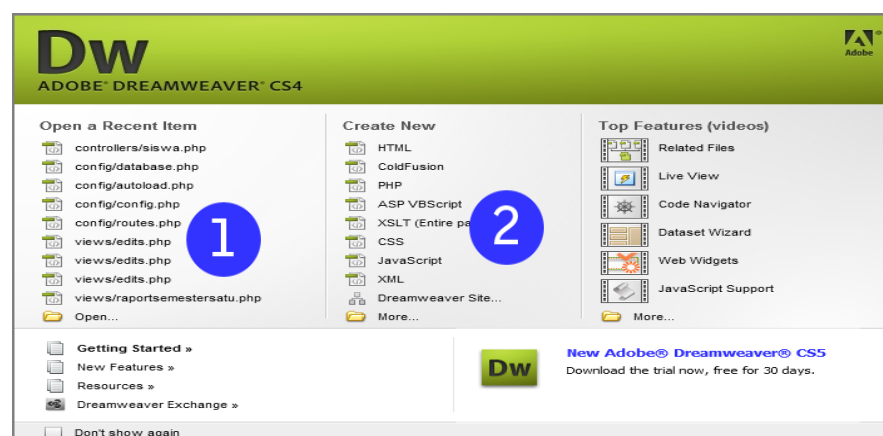 Dw
ADOBE® DREAMWEAVER® CS4
Adobe
Open a Recent Item
controllers/siswa.php
config/database.php
config/autoload.php
config/config.php
config/routes.php
views/edits.php
views/edits.php
views/edits.php
views/raportsemestersatu.php
Open...
1
Create New
HTML
ColdFusion
PHP
ASP VBScript
XSLT (Entire
CSS
JavaScript
XML
Dreamweaver Site...
More...
2
Top Features (videos)
Related Files
Live View
Code Navigator
Dataset Wizard
Web Widgets
JavaScript Support
More...
Getting Started »
New Features »
Resources »
Dreamweaver Exchange »
Dw
New Adobe® Dreamweaver® CS5
Download the trial now, free for 30 days.
Don't show again